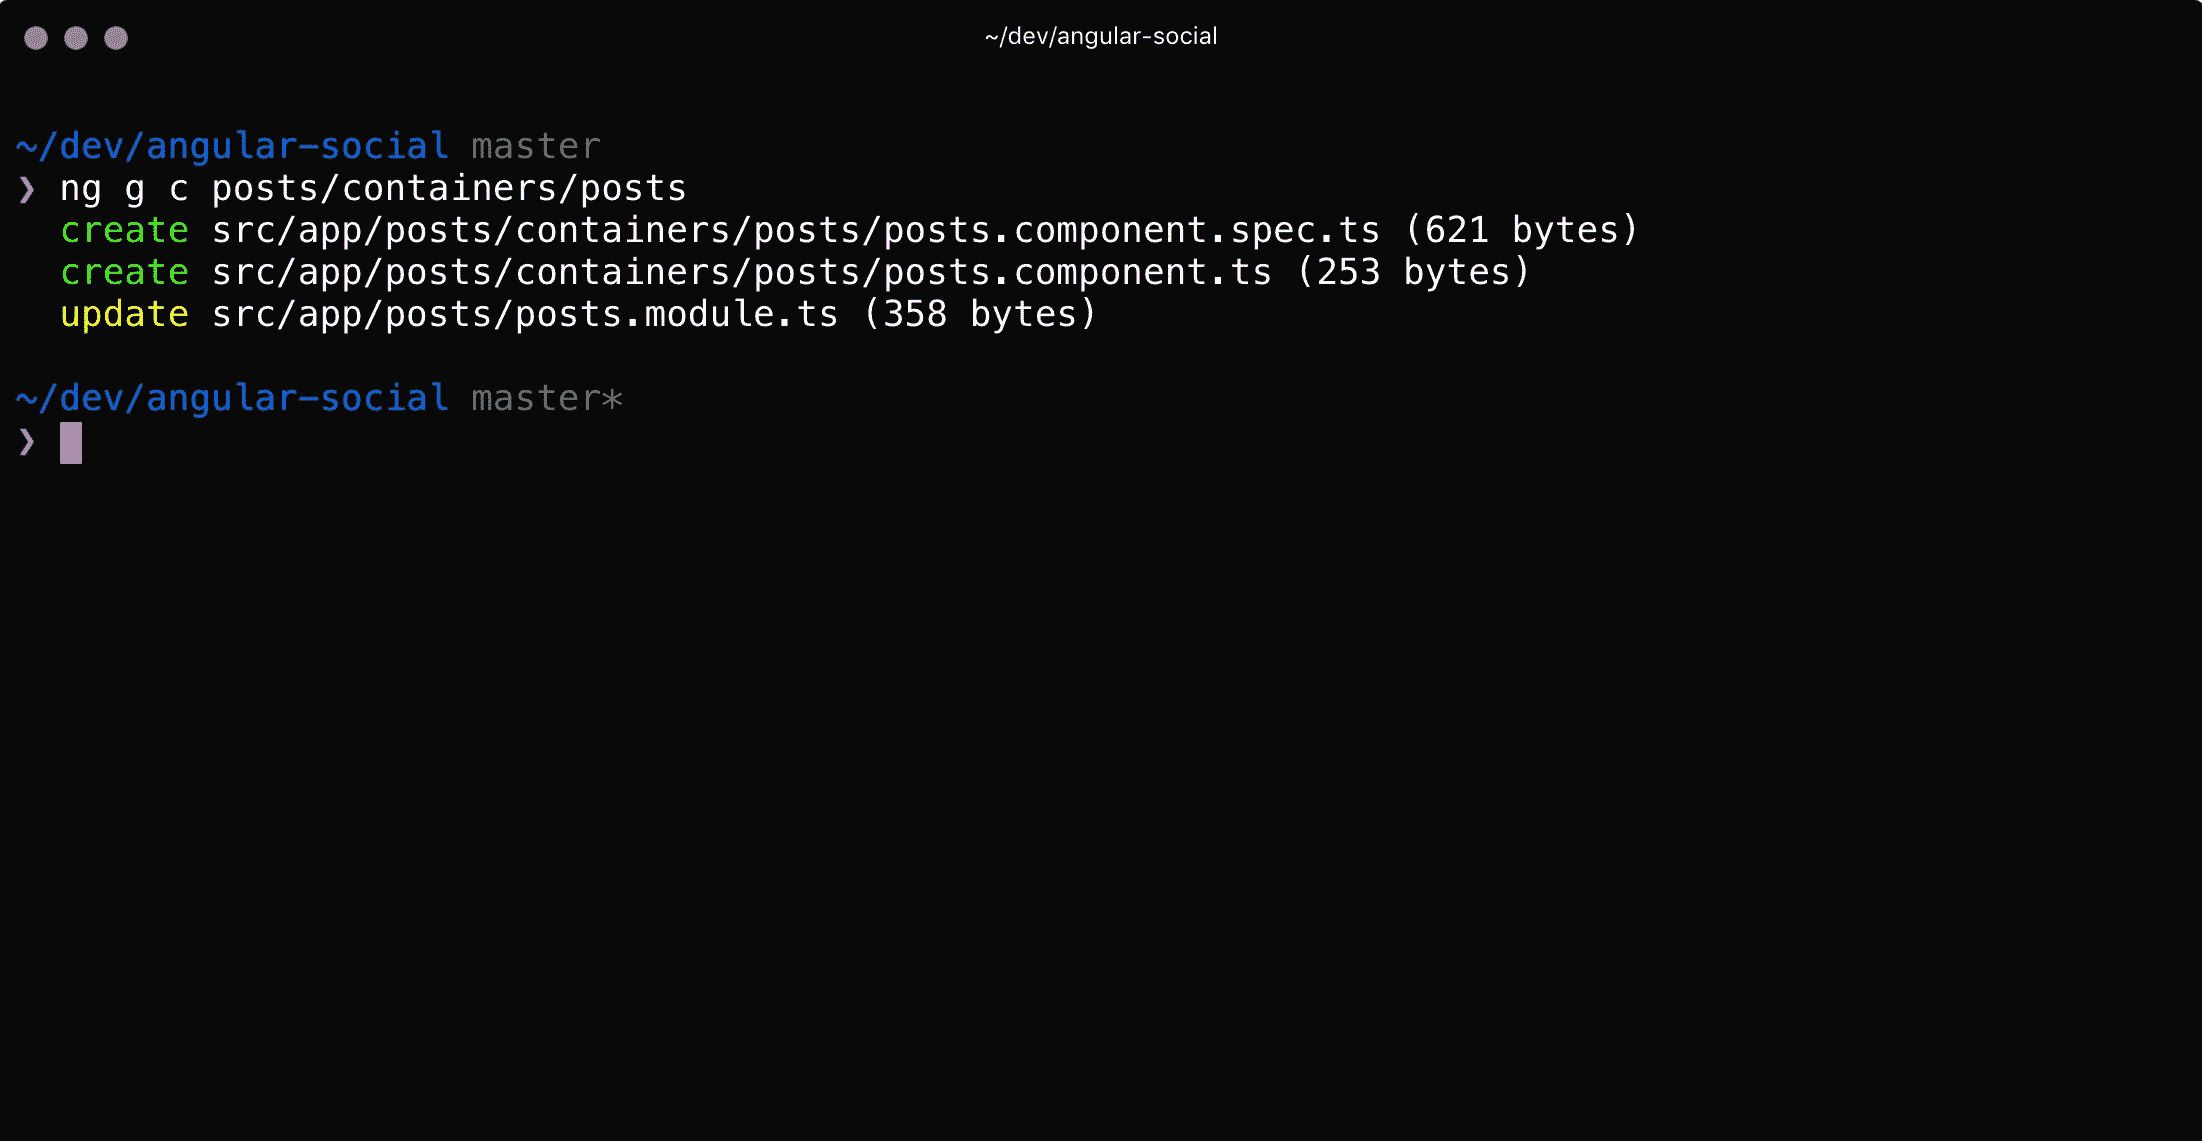 ~/dev/angular-social
~/dev/angular-social master
❯ ng g c posts/containers/posts
create src/app/posts/containers/posts/posts.component.spec.ts (621 bytes)
create src/app/posts/containers/posts/posts.component.ts (253 bytes)
update src/app/posts/posts.module.ts (358 bytes)
~/dev/angular-social master*
❯